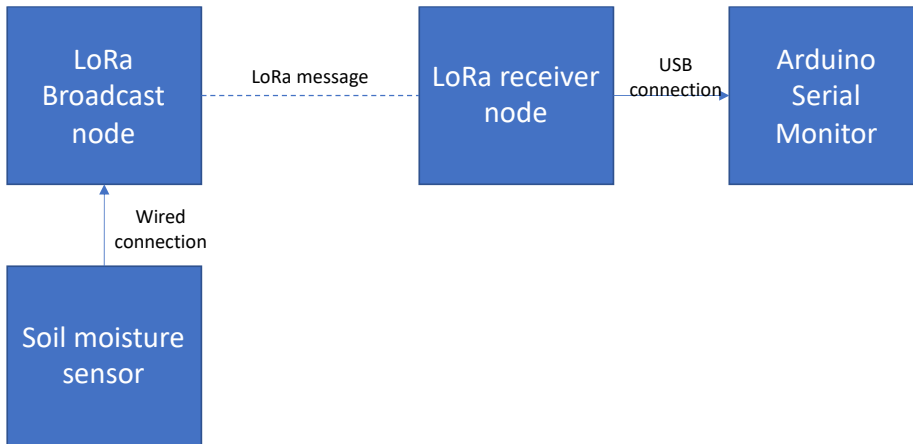 LoRa
Broadcast
node
LoRa message
LoRa receiver
node
USB
connection
Arduino
Serial
Monitor
Wired
connection
Soil moisture
sensor